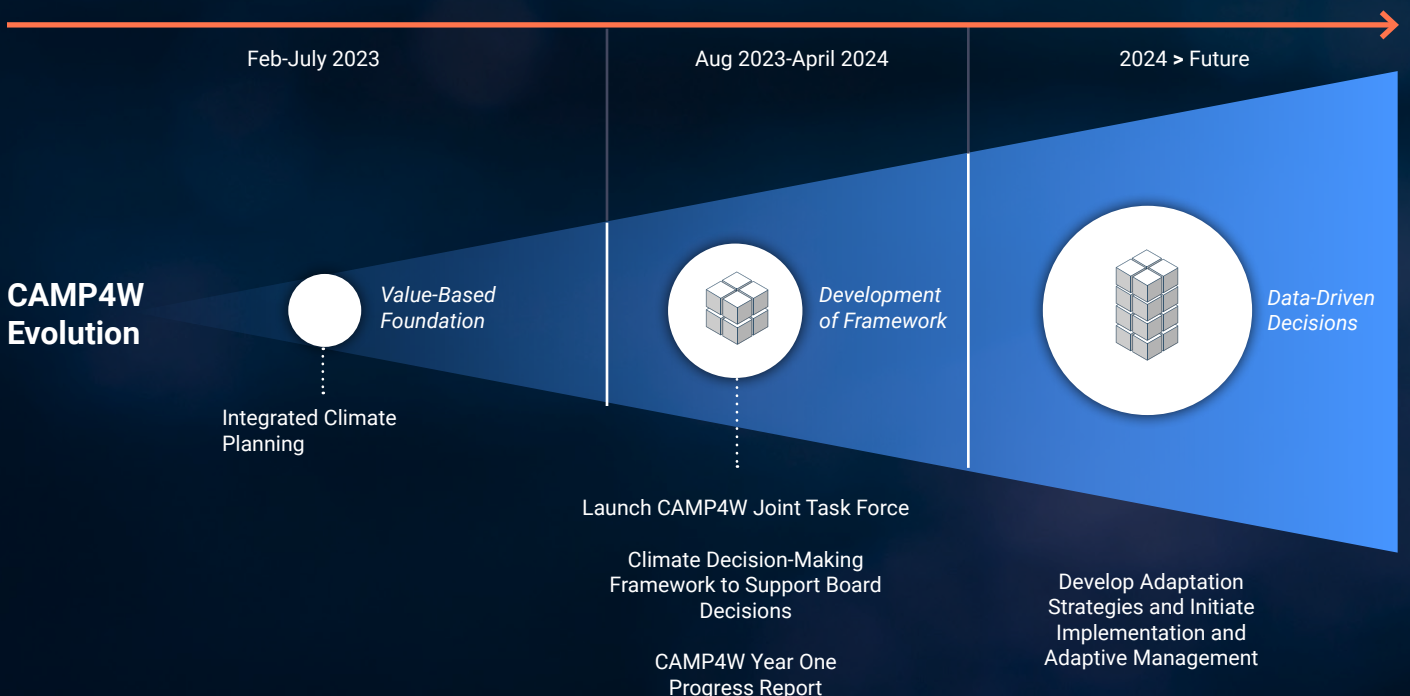 Feb-July 2023
Aug 2023-April 2024
2024 > Future
CAMP4W
Evolution
Value-Based
Foundation
Integrated Climate
Planning
Development
of Framework
Launch CAMP4W Joint Task Force
Climate Decision-Making
Framework to Support Board
Decisions
CAMP4W Year One
Progress Report
Data-Driven
Decisions
Develop Adaptation
Strategies and Initiate
Implementation and
Adaptive Management